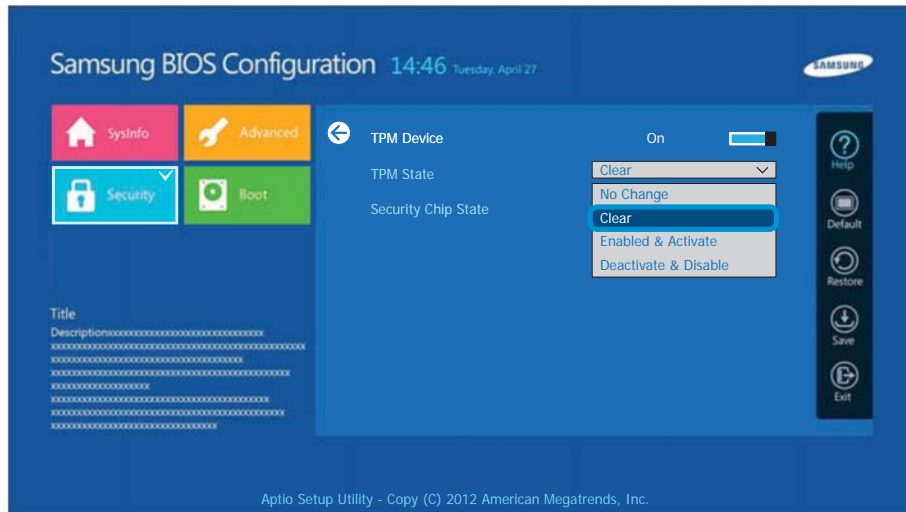 Samsung BIOS Configuration 14:46 Tuesday, April 27
SAMSUNG
SysInfo
Advanced
Security
Boot
TPM Device On
TPM State Clear
No Change
Security Chip State
Clear
Enabled & Activate
Deactivate & Disable
Help
Default
Restore
Save
Exit
Title
Descriptionxxxxxxxxxxxxxxxxxxxxxxxxxxxxxx
Aptio Setup Utility - Copy (C) 2012 American Megatrends, Inc.